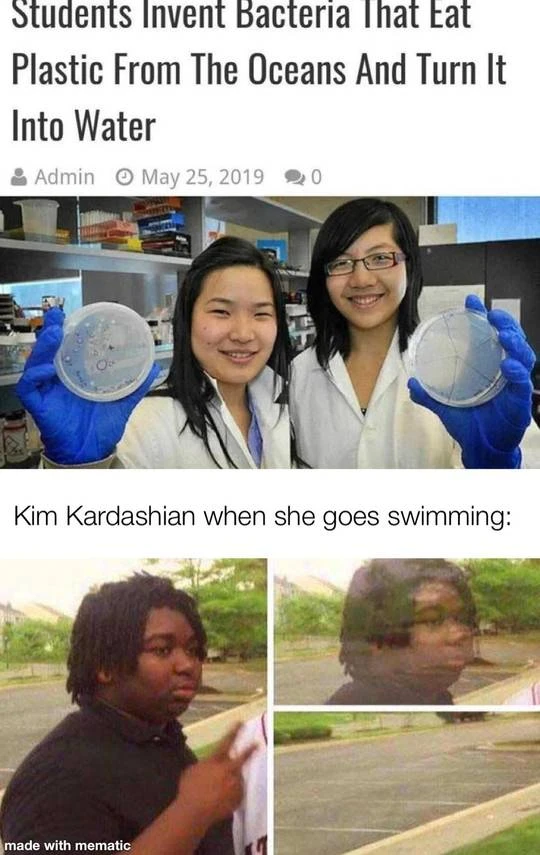 Students Invent Bacteria That Eat
Plastic From The Oceans And Turn It
Into Water
Admin May 25, 2019 0
Kim Kardashian when she goes swimming:
made with mematic